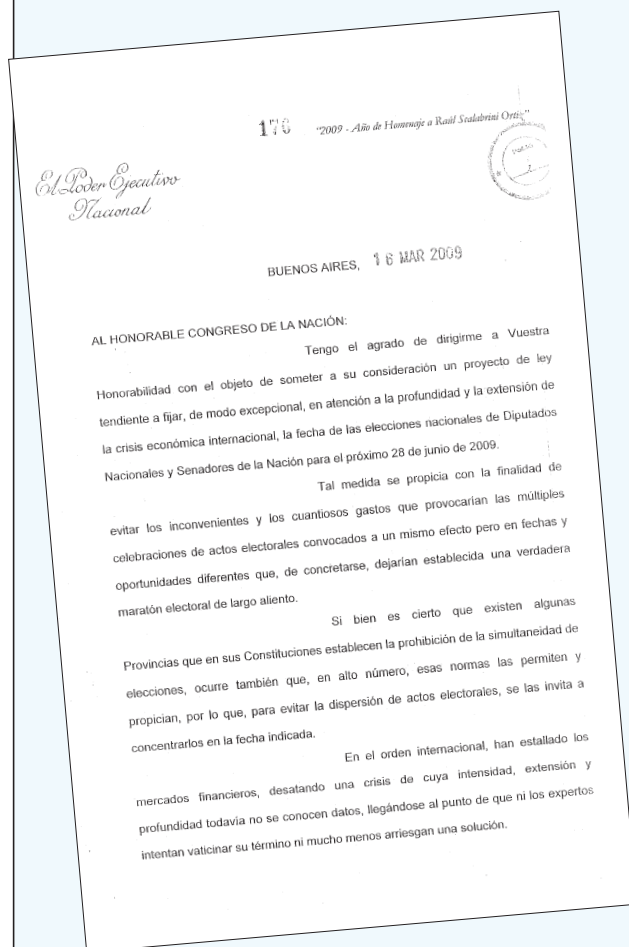 176 "2009 - Año de Homenaje a Raúl Scalabrini Ortiz"
El Poder Ejecutivo
Nacional
BUENOS AIRES, 16 MAR 2009
AL HONORABLE CONGRESO DE LA NACIÓN:
Tengo el agrado de dirigirme a Vuestra
Honorabilidad con el objeto de someter a su consideración un proyecto de ley
tendiente a fijar, de modo excepcional, en atención a la profundidad y la extensión de
la crisis económica internacional, la fecha de las elecciones nacionales de Diputados
Nacionales y Senadores de la Nación para el próximo 28 de junio de 2009.
Tal medida se propicia con la finalidad de
evitar los inconvenientes y los cuantiosos gastos que provocarían las múltiples
celebraciones de actos electorales convocados a un mismo efecto pero en fechas y
oportunidades diferentes que, de concretarse, dejarían establecida una verdadera
maratón electoral de largo aliento.
Si bien es cierto que existen algunas
Provincias que en sus Constituciones establecen la prohibición de la simultaneidad de
elecciones, ocurre también que, en alto número, esas normas las permiten y
propician, por lo que, para evitar la dispersión de actos electorales, se las invita a
concentrarlos en la fecha indicada.
En el orden internacional, han estallado los
mercados financieros, desatando una crisis de cuya intensidad, extensión y
profundidad todavía no se conocen datos, llegándose al punto de que ni los expertos
intentan vaticinar su término ni mucho menos arriesgan una solución.